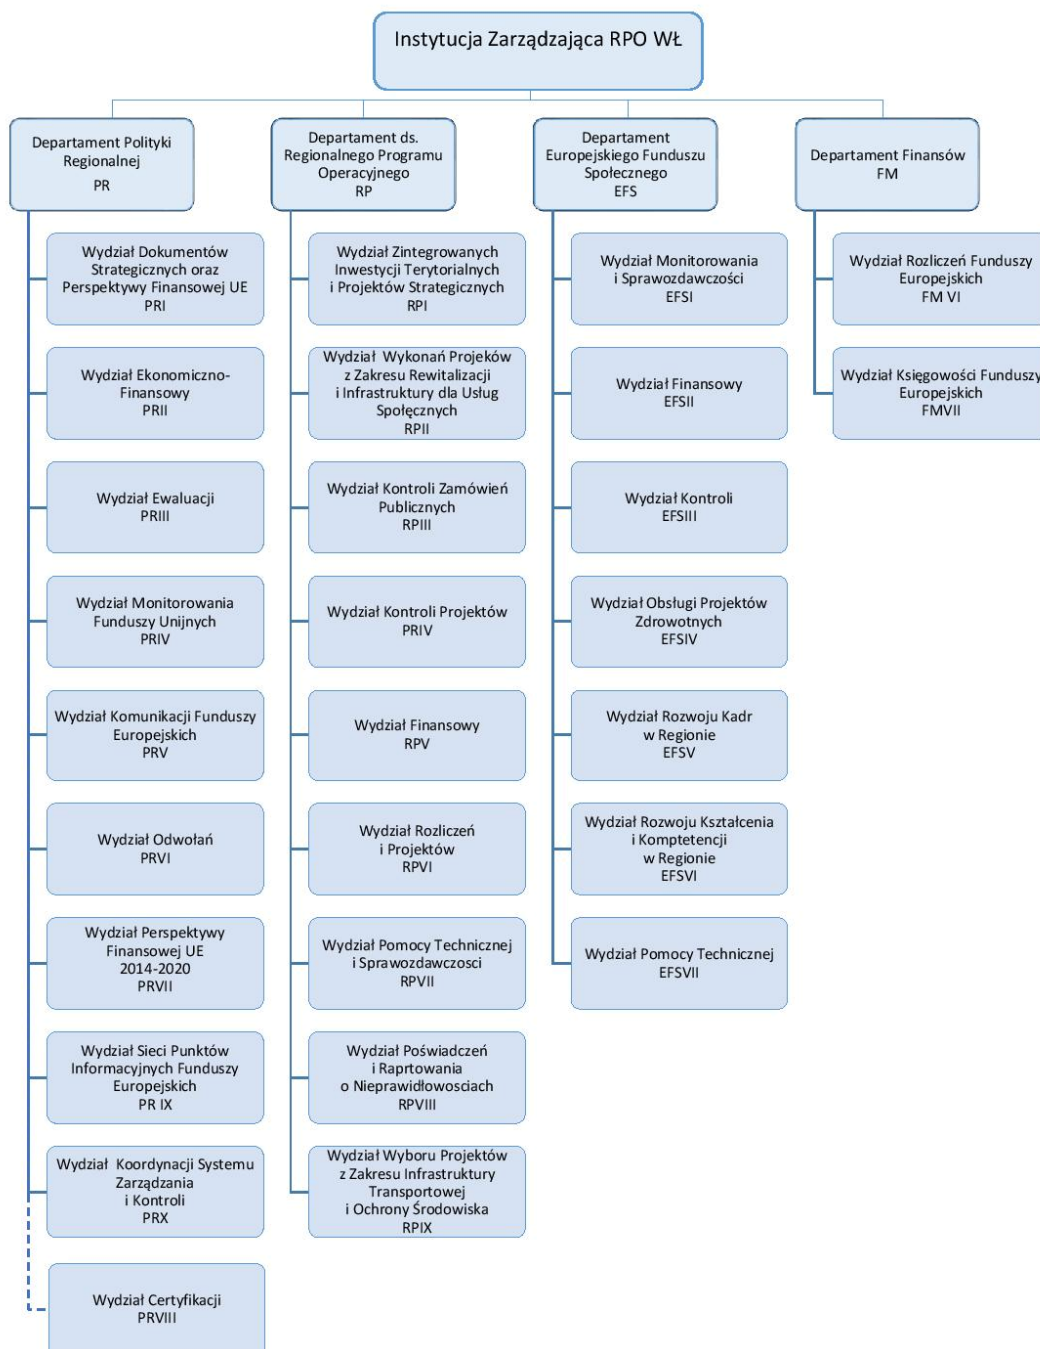 Instytucja Zarządzająca RPO WŁ
Departament Polityki
Regionalnej
PR
Wydział Dokumentów
Strategicznych oraz
Perspektywy Finansowej UE
PRI
Wydział Ekonomiczno-
Finansowy
PRII
Wydział Ewaluacji
PRIII
Wydział Monitorowania
Funduszy Unijnych
PRIV
Wydział Komunikacji Funduszy
Europejskich
PRV
Wydział Odwołań
PRVI
Wydział Perspektywy
Finansowej UE
2014-2020
PRVII
Wydział Sieci Punktów
Informacyjnych Funduszy
Europejskich
PR IX
Wydział Koordynacji Systemu
Zarządzania
i Kontroli
PRX
Wydział Certyfikacji
PRVIII
Departament ds.
Regionalnego Programu
Operacyjnego
RP
Wydział Zintegrowanych
Inwestycji Terytorialnych
i Projektów Strategicznych
RPI
Wydział Wykonań Projeków
z Zakresu Rewitalizacji
i Infrastruktury dla Usług
Społęcznych
RPII
Wydział Kontroli Zamówień
Publicznych
RPIII
Wydział Kontroli Projektów
PRIV
Wydział Finansowy
RPV
Wydział Rozliczeń
i Projektów
RPVI
Wydział Pomocy Technicznej
i Sprawozdawczosci
RPVII
Wydział Poświadczeń
i Raprtowania
o Nieprawidłowosciach
RPVIII
Wydział Wyboru Projektów
z Zakresu Infrastruktury
Transportowej
i Ochrony Środowiska
RPIX
Departament
Europejskiego Funduszu
Społecznego
EFS
Wydział Monitorowania
i Sprawozdawczości
EFSI
Wydział Finansowy
EFSII
Wydział Kontroli
EFSIII
Wydział Obsługi Projektów
Zdrowotnych
EFSIV
Wydział Rozwoju Kadr
w Regionie
EFSV
Wydział Rozwoju Kształcenia
i Komptetencji
w Regionie
EFSVI
Wydział Pomocy Technicznej
EFSVII
Departament Finansów
FM
Wydział Rozliczeń Funduszy
Europejskich
FM VI
Wydział Księgowości Funduszy
Europejskich
FMVII